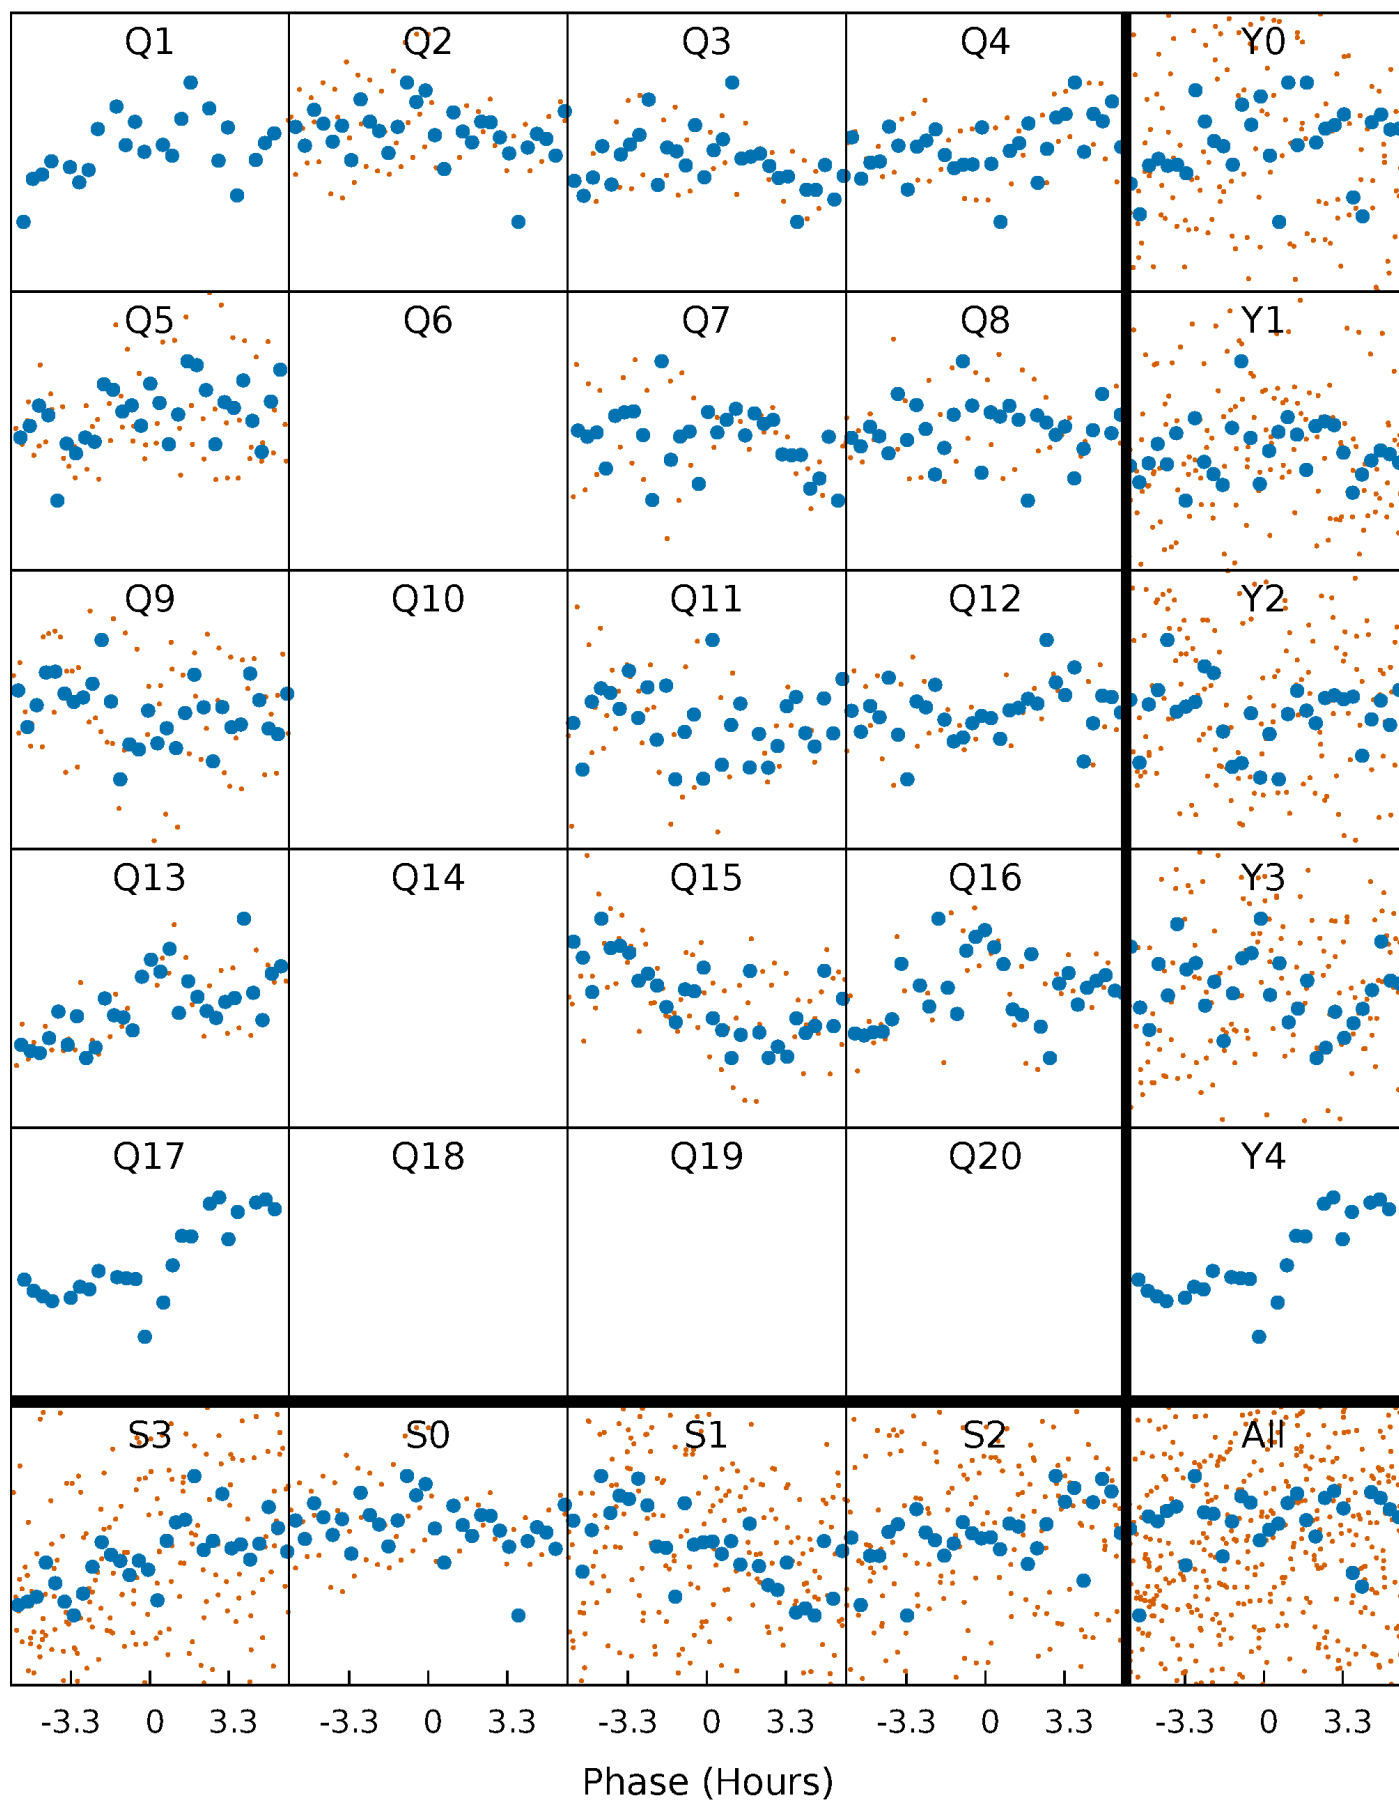 Q1 Q2 Q3 Q4 Y0
Q5 Q6 Q7 Q8 Y1
Q9 Q10 Q11 Q12 Y2
Q13 Q14 Q15 Q16 Y3
Q17 Q18 Q19 Q20 Y4
S3 S0 S1 S2 All
-3.3 0 3.3 -3.3 0 3.3 -3.3 0 3.3 -3.3 0 3.3 -3.3 0 3.3
Phase (Hours)